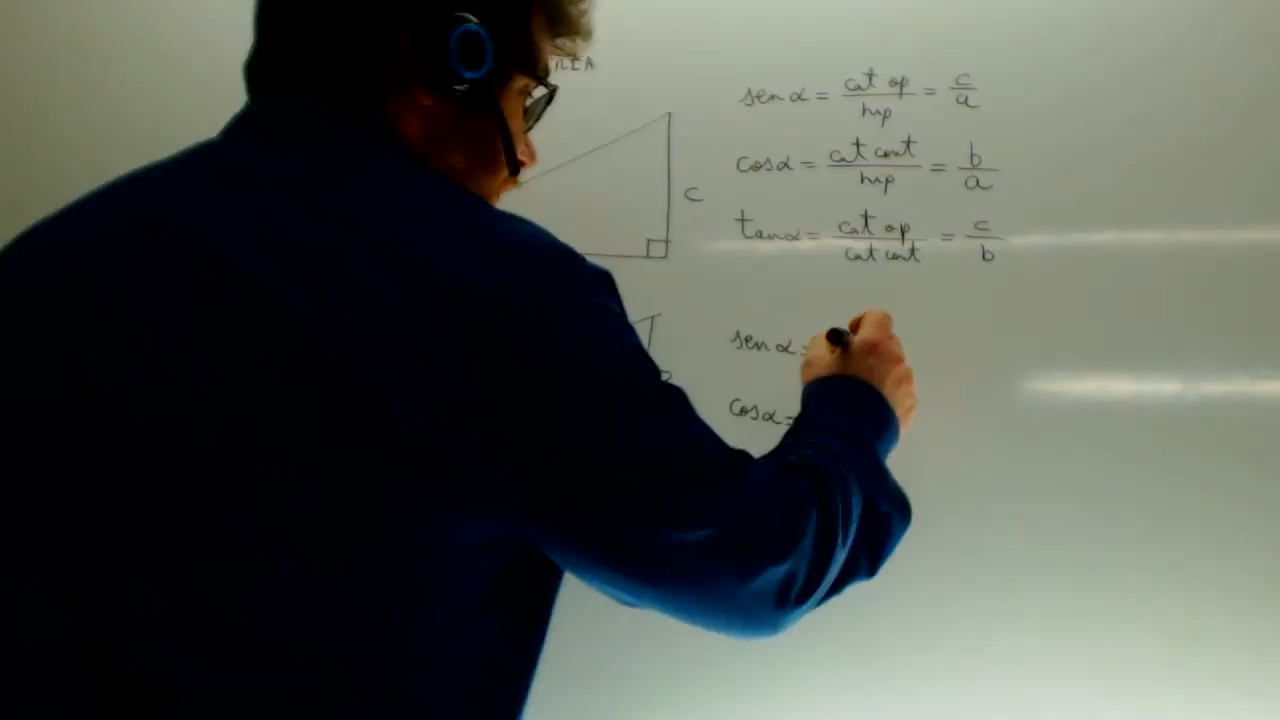 sen α = cat op / hip = c / a
C
cos α = cat cont / hip = b / a
tan α = cat op / cat cont = c / b
sen α =
cos α =